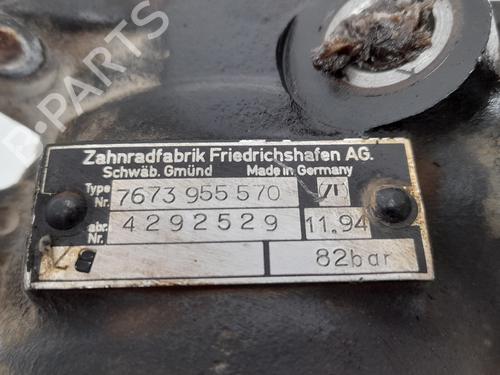 Zahnradfabrik Friedrichshafen AG.
Schwäb. Gmünd Made in Germany
Type Nr. 7673 955 570
abr. Nr. 4292529 11.94
82bar
B-PARTS